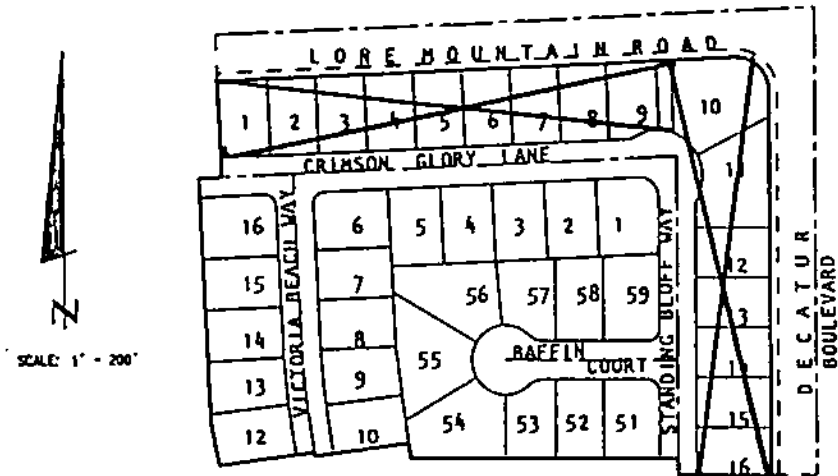 LONE MOUNTAIN ROAD
1 2 3 4 5 6 7 8 9 10
CRIMSON GLORY LANE
11
16 6 5 4 3 2 1
VICTORIA BEACH WAY
STANDING BLUFF WAY
DECATUR
BOULEVARD
12
15 7 56 57 58 59
14 8 55
BAFFIN
COURT
13 9
12 10 54 53 52 51
15
16
N
SCALE: 1" = 200'